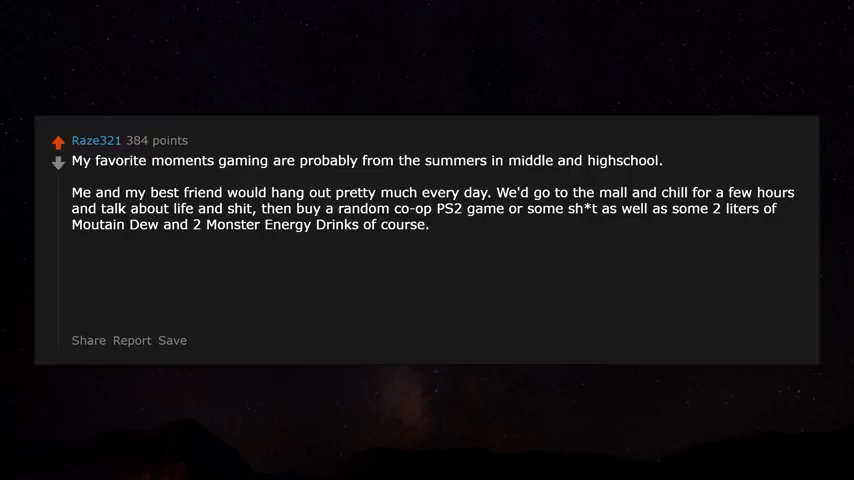 Raze321 384 points
My favorite moments gaming are probably from the summers in middle and highschool.
Me and my best friend would hang out pretty much every day. We'd go to the mall and chill for a few hours
and talk about life and shit, then buy a random co-op PS2 game or some sh*t as well as some 2 liters of
Moutain Dew and 2 Monster Energy Drinks of course.
Share Report Save